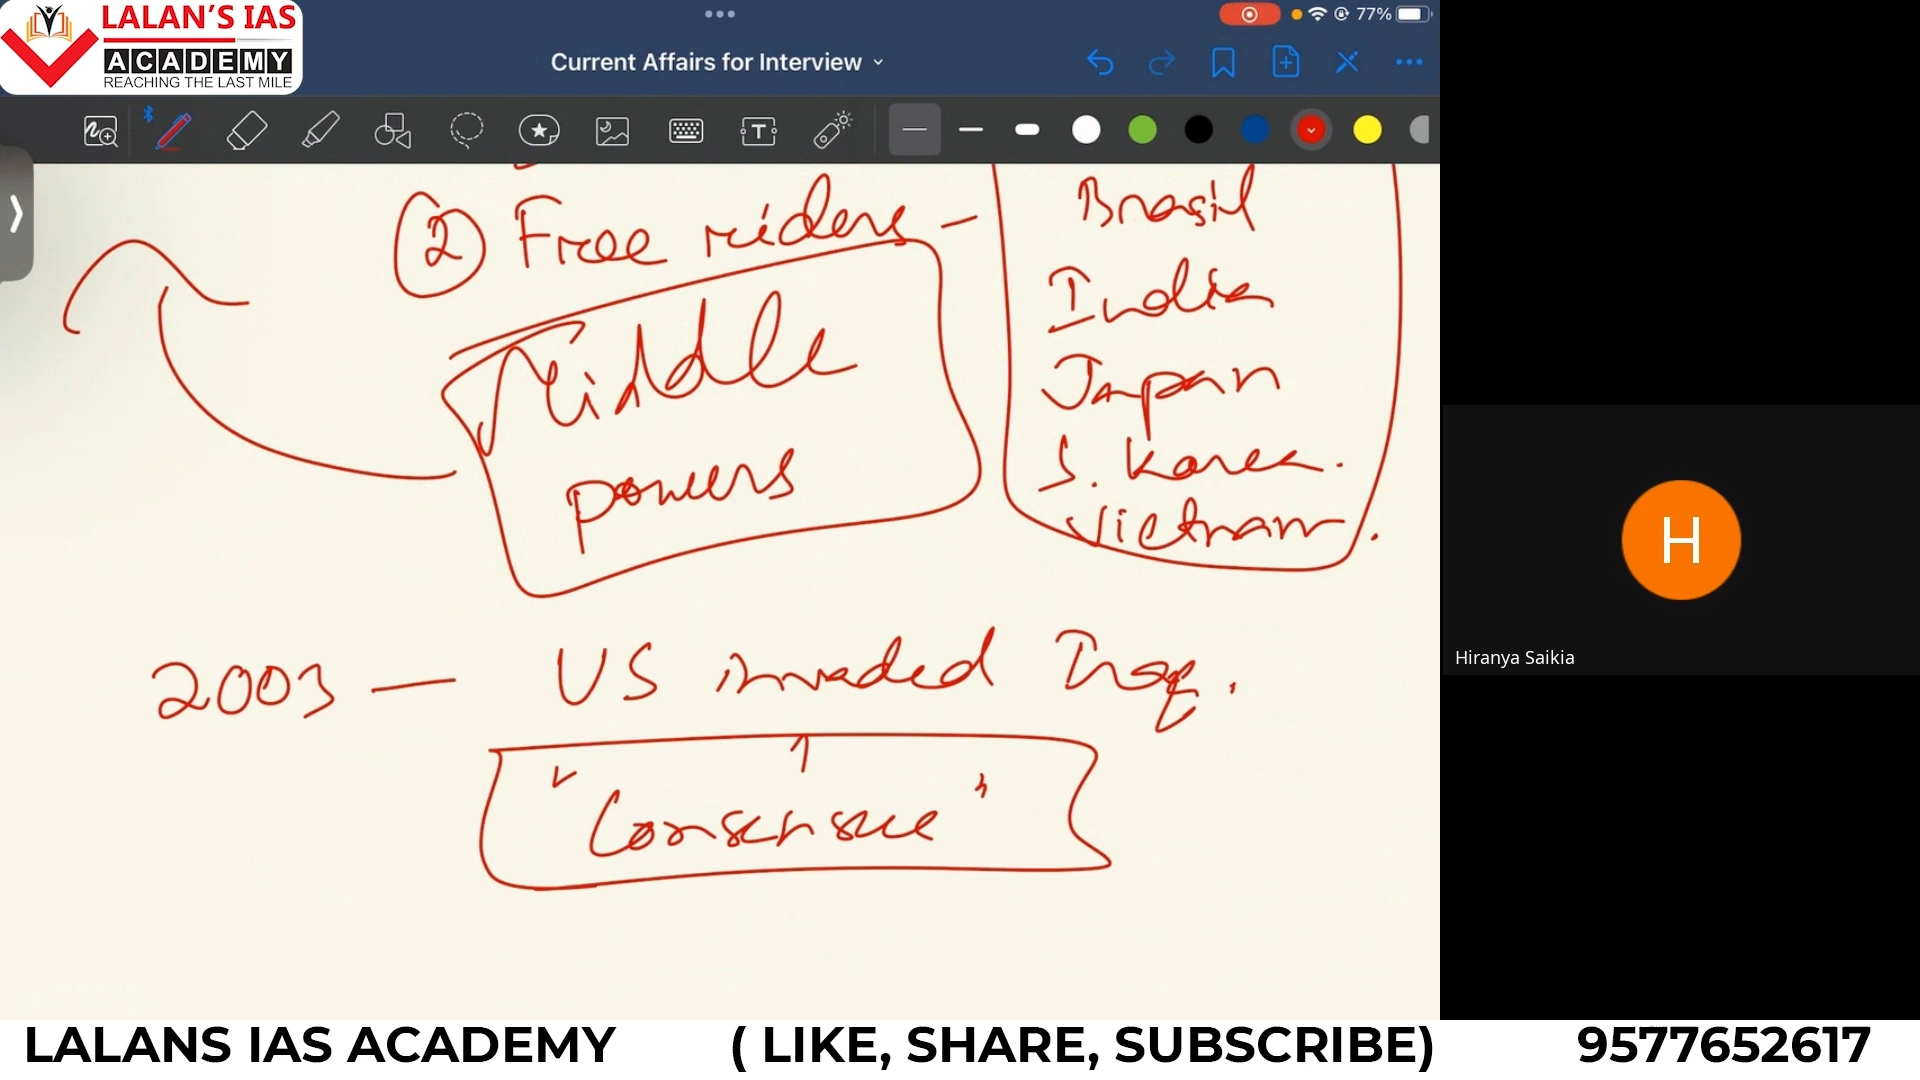 LALAN'S IAS
ACADEMY
REACHING THE LAST MILE
Current Affairs for Interview
77%
T
② Free riders –
Brasil
India
Japan
S. Korea.
Vietnam.
Middle
powers
2003 — US invaded Iraq.
"Consensus"
H
Hiranya Saikia
LALANS IAS ACADEMY ( LIKE, SHARE, SUBSCRIBE) 9577652617